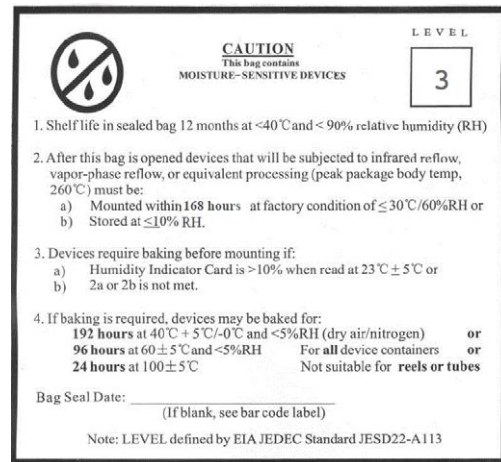 LEVEL
3
CAUTION
This bag contains
MOISTURE-SENSITIVE DEVICES
1. Shelf life in sealed bag 12 months at <40℃and < 90% relative humidity (RH)
2. After this bag is opened devices that will be subjected to infrared reflow,
vapor-phase reflow, or equivalent processing (peak package body temp,
260℃) must be:
a) Mounted within 168 hours at factory condition of ≤30℃/60%RH or
b) Stored at ≤10% RH.
3. Devices require baking before mounting if:
a) Humidity Indicator Card is >10% when read at 23℃±5℃ or
b) 2a or 2b is not met.
4. If baking is required, devices may be baked for:
192 hours at 40℃ + 5℃/-0℃ and <5%RH (dry air/nitrogen) or
96 hours at 60±5℃and <5%RH For all device containers or
24 hours at 100±5℃ Not suitable for reels or tubes
Bag Seal Date: ____________________
(If blank, see bar code label)
Note: LEVEL defined by EIA JEDEC Standard JESD22-A113